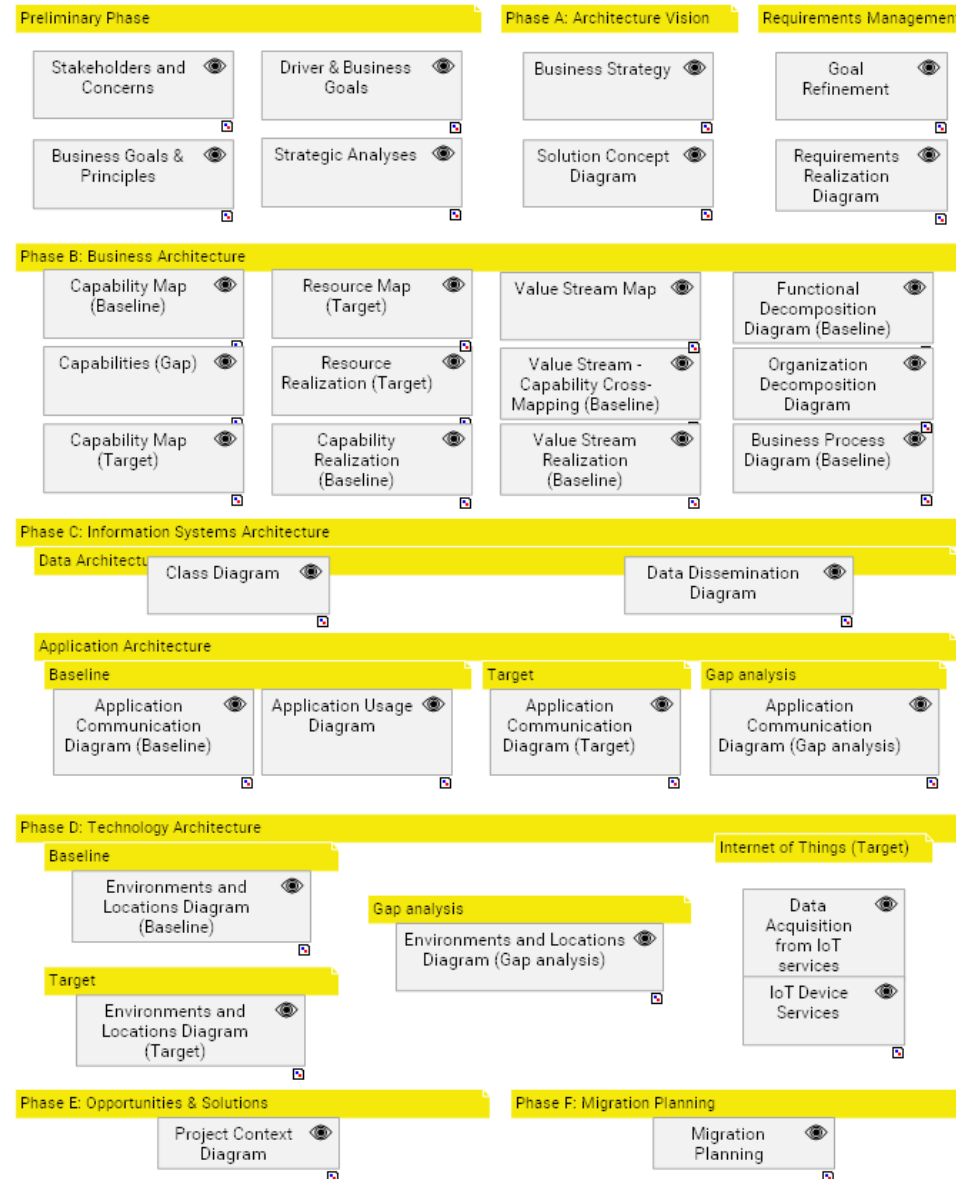 Preliminary Phase
Phase A: Architecture Vision
Requirements Management
Stakeholders and
Concerns
Driver & Business
Goals
Business Strategy
Goal
Refinement
Business Goals &
Principles
Strategic Analyses
Solution Concept
Diagram
Requirements
Realization
Diagram
Phase B: Business Architecture
Capability Map
(Baseline)
Resource Map
(Target)
Value Stream Map
Functional
Decomposition
Diagram (Baseline)
Capabilities (Gap)
Resource
Realization (Target)
Value Stream -
Capability Cross-
Mapping (Baseline)
Organization
Decomposition
Diagram
Capability Map
(Target)
Capability
Realization
(Baseline)
Value Stream
Realization
(Baseline)
Business Process
Diagram (Baseline)
Phase C: Information Systems Architecture
Data Architectu
Class Diagram
Data Dissemination
Diagram
Application Architecture
Baseline
Target
Gap analysis
Application
Communication
Diagram (Baseline)
Application Usage
Diagram
Application
Communication
Diagram (Target)
Application
Communication
Diagram (Gap analysis)
Phase D: Technology Architecture
Baseline
Internet of Things (Target)
Environments and
Locations Diagram
(Baseline)
Gap analysis
Environments and Locations
Diagram (Gap analysis)
Data
Acquisition
from IoT
services
Target
Environments and
Locations Diagram
(Target)
IoT Device
Services
Phase E: Opportunities & Solutions
Phase F: Migration Planning
Project Context
Diagram
Migration
Planning